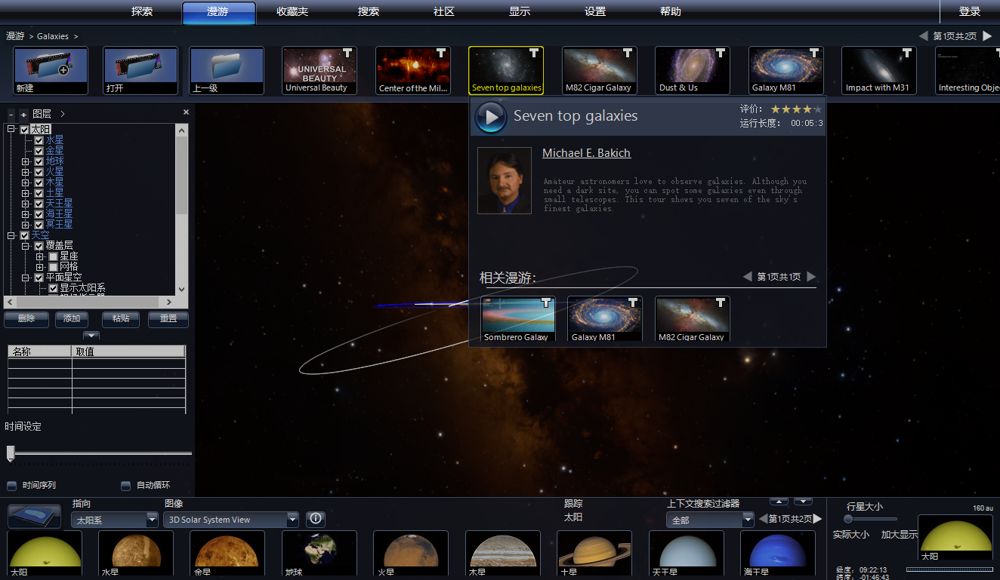 探索 漫游 收藏夹 搜索 社区 显示 设置 帮助 登录
漫游 > Galaxies > 第1页共2页
新建 打开 上一级 UNIVERSAL BEAUTY Universal Beauty Center of the Mil... Seven top galaxies M82 Cigar Galaxy Dust & Us Galaxy M81 Impact with M31 Interesting Obje
Seven top galaxies
评价:
运行长度: 00:05:3
Michael E. Bakich
Amateur astronomers love to observe galaxies. Although you
need a dark site, you can spot some galaxies even through
small telescopes. This tour shows you seven of the sky's
finest galaxies.
相关漫游: 第1页共1页
Sombrero Galaxy Galaxy M81 M82 Cigar Galaxy
- + 图层 >
太阳
水星
金星
地球
火星
木星
土星
天王星
海王星
冥王星
天空
覆盖层
星座
网格
平面星空
显示太阳系
删除 添加 粘贴 重置
名称 取值
时间设定
时间序列 自动循环
指向 图像 跟踪 上下文搜索过滤器
太阳系 3D Solar System View 太阳 全部 第1页共2页
太阳 水星 金星 地球 火星 木星 土星 天王星 海王星
行星大小 160 au
实际大小 加大显示
太阳
经度: 09:22:13
纬度: -01:46:43